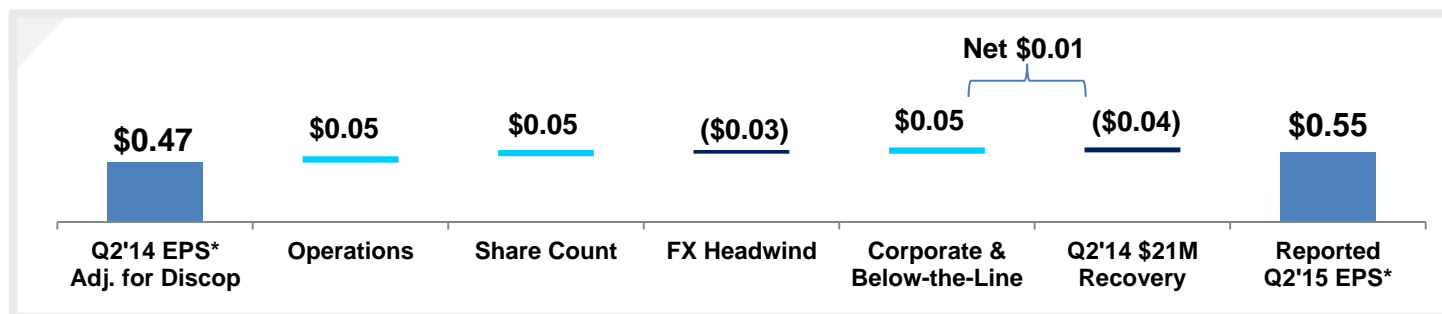 Net $0.01
$0.47
$0.05
$0.05
($0.03)
$0.05
($0.04)
$0.55
Q2'14 EPS*
Adj. for Discop
Operations
Share Count
FX Headwind
Corporate &
Below-the-Line
Q2'14 $21M
Recovery
Reported
Q2'15 EPS*